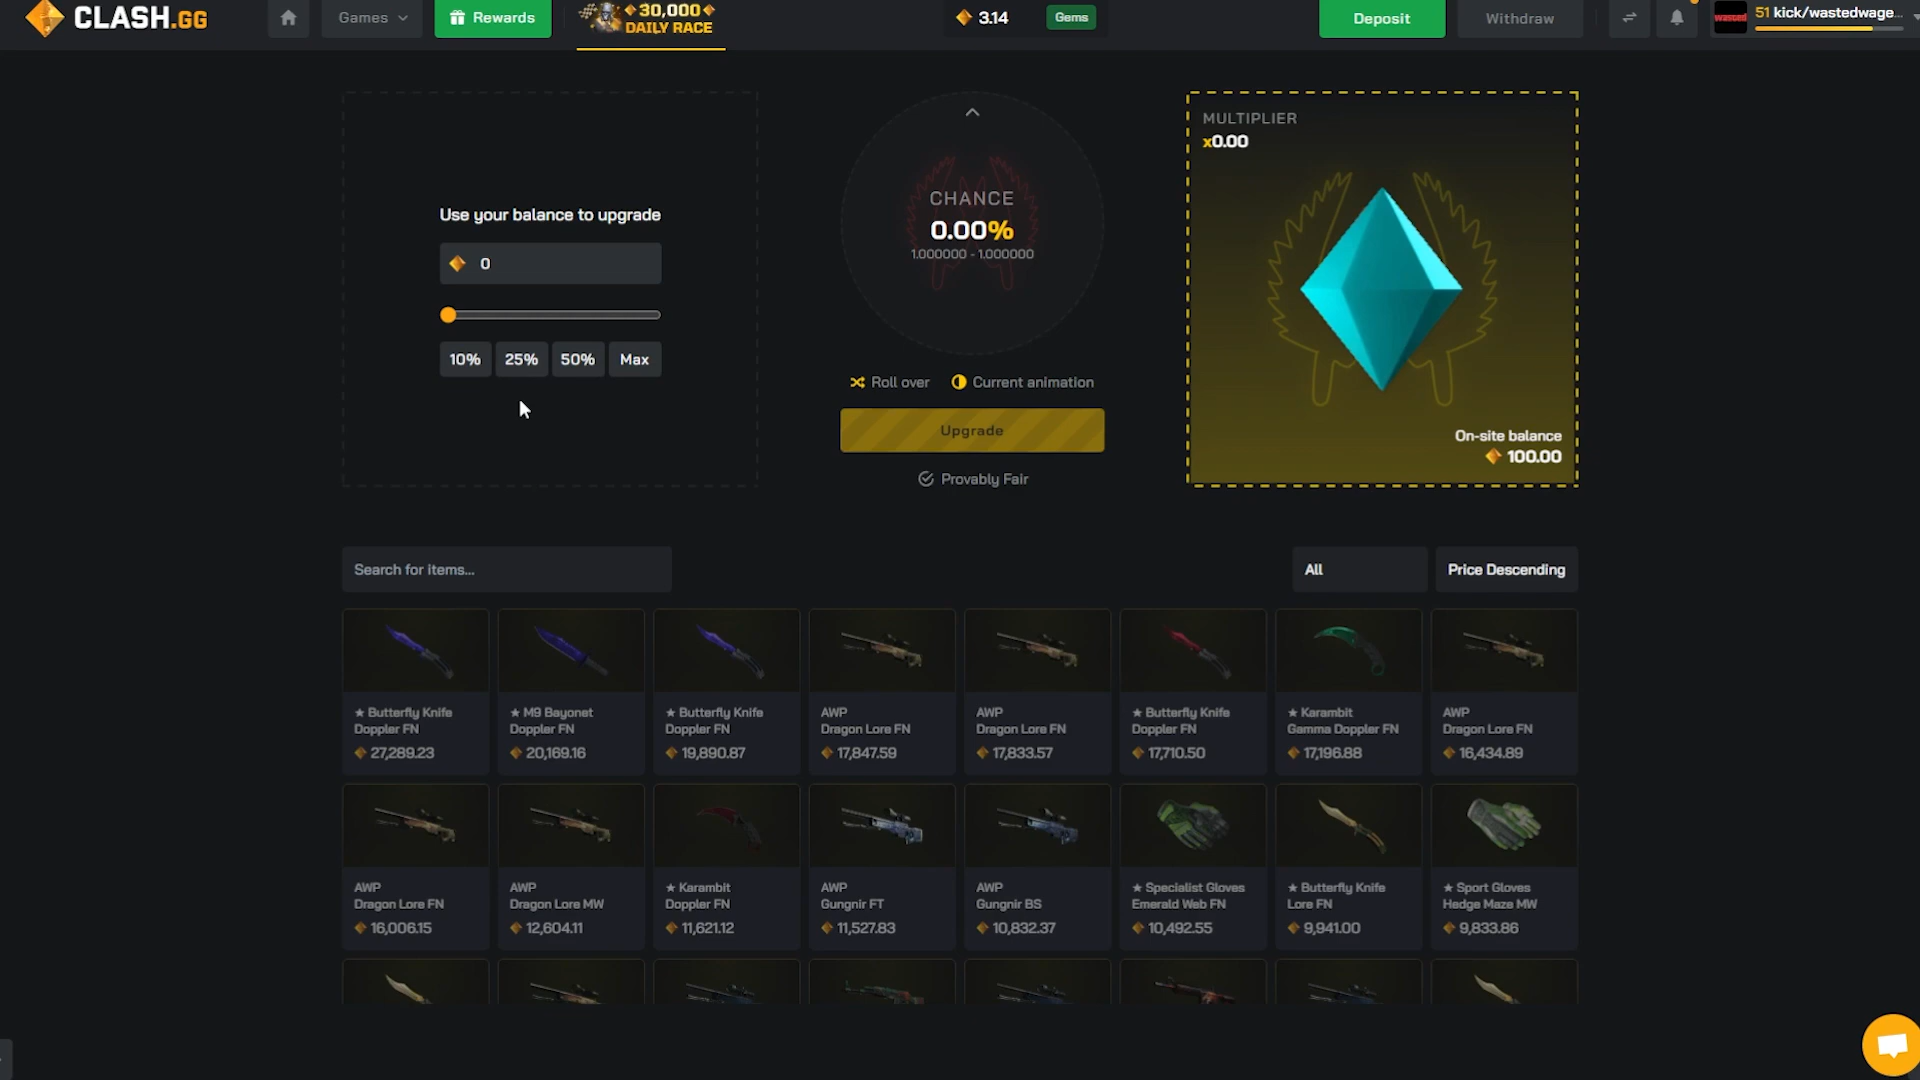 CLASH.GG
Games
Rewards
30,000
DAILY RACE
3.14
Gems
Deposit
Withdraw
wasted
51 kick/wastedwage...
Use your balance to upgrade
0
10% 25% 50% Max
CHANCE
0.00%
1.000000 - 1.000000
Roll over
Current animation
Upgrade
Provably Fair
MULTIPLIER
x0.00
On-site balance
100.00
Search for items...
All
Price Descending
★ Butterfly Knife
Doppler FN
27,289.23
★ M9 Bayonet
Doppler FN
20,169.16
★ Butterfly Knife
Doppler FN
19,890.87
AWP
Dragon Lore FN
17,847.59
AWP
Dragon Lore FN
17,833.57
★ Butterfly Knife
Doppler FN
17,710.50
★ Karambit
Gamma Doppler FN
17,196.88
AWP
Dragon Lore FN
16,434.89
AWP
Dragon Lore FN
16,006.15
AWP
Dragon Lore MW
12,604.11
★ Karambit
Doppler FN
11,621.12
AWP
Gungnir FT
11,527.83
AWP
Gungnir BS
10,832.37
★ Specialist Gloves
Emerald Web FN
10,492.55
★ Butterfly Knife
Lore FN
9,941.00
★ Sport Gloves
Hedge Maze MW
9,833.86